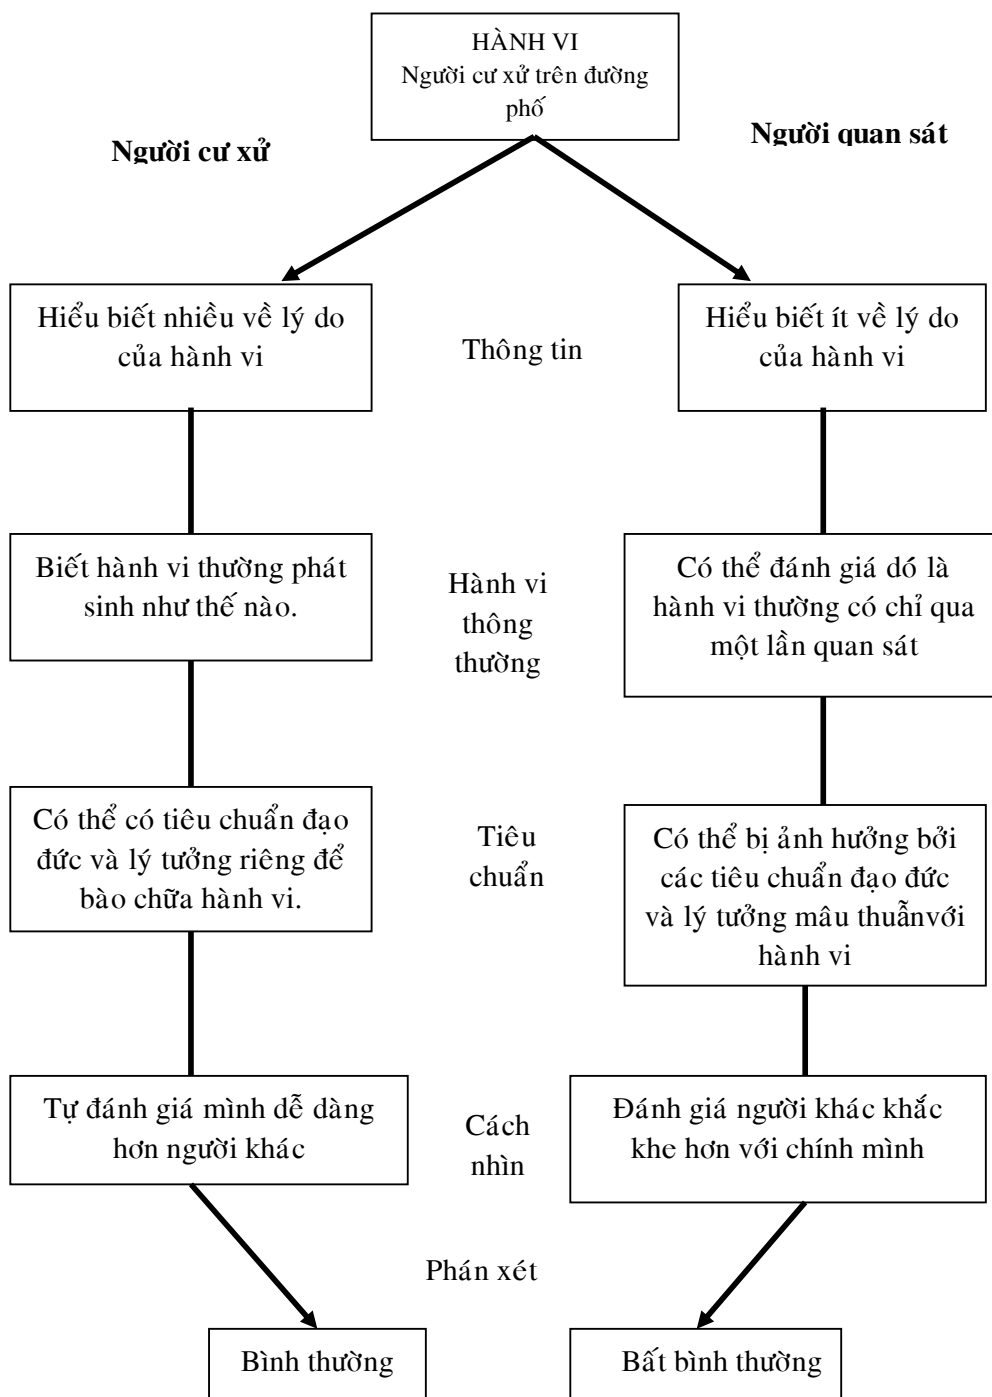 HÀNH VI
Người cư xử trên đường
phố
Người cư xử
Người quan sát
Hiểu biết nhiều về lý do
của hành vi
Thông tin
Hiểu biết ít về lý do
của hành vi
Biết hành vi thường phát
sinh như thế nào.
Hành vi
thông
thường
Có thể đánh giá dó là
hành vi thường có chỉ qua
một lần quan sát
Có thể có tiêu chuẩn đạo
đức và lý tưởng riêng để
bào chữa hành vi.
Tiêu
chuẩn
Có thể bị ảnh hưởng bởi
các tiêu chuẩn đạo đức
và lý tưởng mâu thuẫnvới
hành vi
Tự đánh giá mình dễ dàng
hơn người khác
Cách
nhìn
Đánh giá người khác khắc
khe hơn với chính mình
Phán xét
Bình thường
Bất bình thường